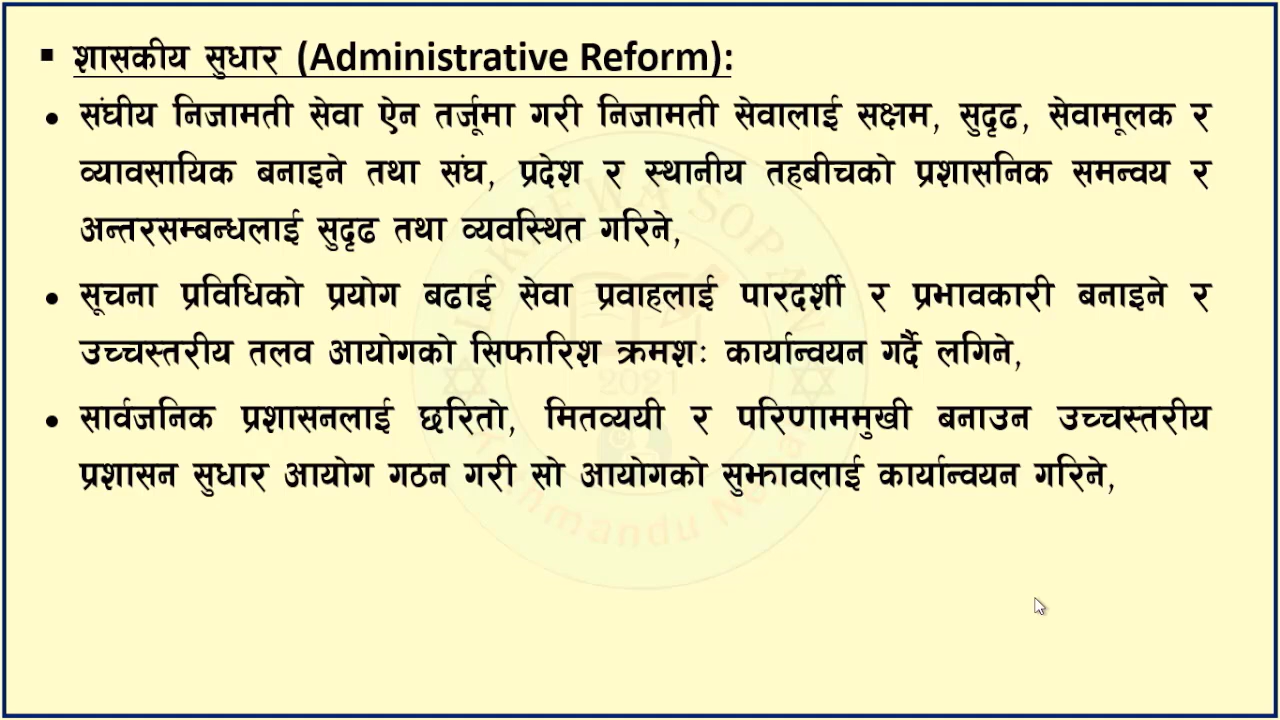 ▪ शासकीय सुधार (Administrative Reform):
• संघीय निजामती सेवा ऐन तर्जूमा गरी निजामती सेवालाई सक्षम, सुदृढ, सेवामूलक र
व्यावसायिक बनाइने तथा संघ, प्रदेश र स्थानीय तहबीचको प्रशासनिक समन्वय र
अन्तरसम्बन्धलाई सुदृढ तथा व्यवस्थित गरिने,
• सूचना प्रविधिको प्रयोग बढाई सेवा प्रवाहलाई पारदर्शी र प्रभावकारी बनाइने र
उच्चस्तरीय तलव आयोगको सिफारिश क्रमशः कार्यान्वयन गर्दै लगिने,
• सार्वजनिक प्रशासनलाई छरितो, मितव्ययी र परिणाममुखी बनाउन उच्चस्तरीय
प्रशासन सुधार आयोग गठन गरी सो आयोगको सुझावलाई कार्यान्वयन गरिने,
2021